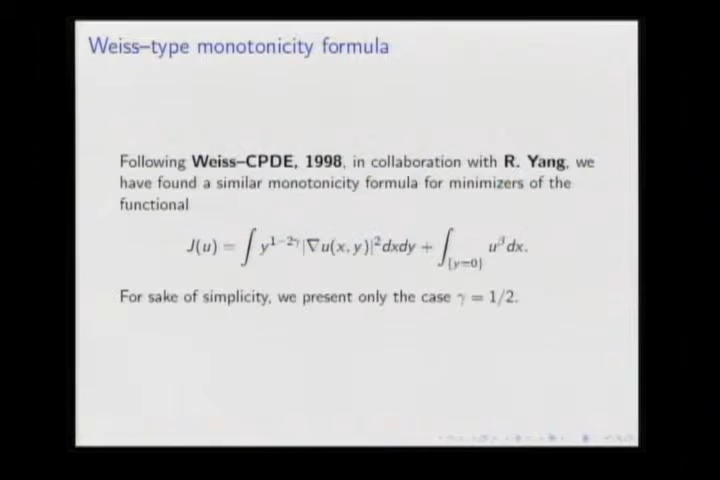 Weiss–type monotonicity formula
Following Weiss–CPDE, 1998, in collaboration with R. Yang, we
have found a similar monotonicity formula for minimizers of the
functional
J(u) = ∫ y^{1−2γ}|∇u(x, y)|²dxdy + ∫_{{y=0}} u^β dx.
For sake of simplicity, we present only the case γ = 1/2.